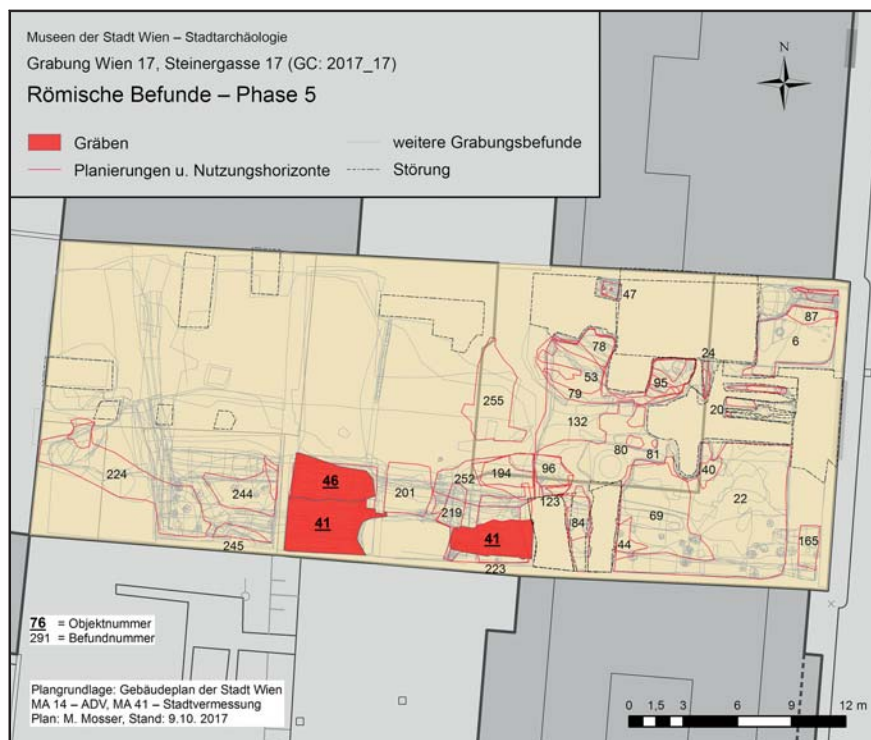 Museen der Stadt Wien – Stadtarchäologie
Grabung Wien 17, Steinergasse 17 (GC: 2017_17)
Römische Befunde – Phase 5
Gräben
weitere Grabungsbefunde
Planierungen u. Nutzungshorizonte
Störung
N
47
87
6
78
24
53
95
79
255
20
132
80
81
224
244
46
201
252
194
96
40
22
123
219
41
41
84
69
44
165
245
223
76 = Objektnummer
291 = Befundnummer
Plangrundlage: Gebäudeplan der Stadt Wien
MA 14 – ADV, MA 41 – Stadtvermessung
Plan: M. Mosser, Stand: 9.10. 2017
0 1,5 3 6 9 12 m